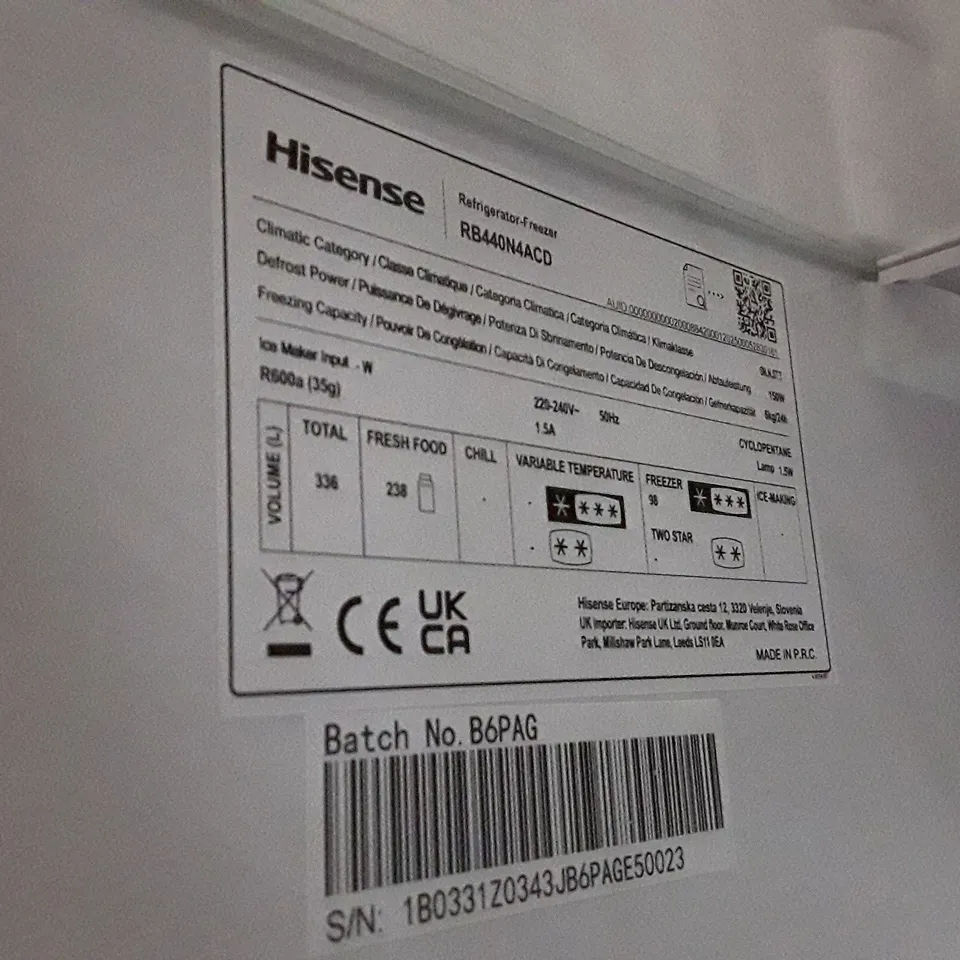 Hisense
Refrigerator-Freezer
RB440N4ACD
Climatic Category / Classe Climatique / Categoria Climatica / Categoría Climática / Klimaklasse
Defrost Power / Puissance De Dégivrage / Potenza Di Sbrinamento / Potencia De Descongelación / Abtauleistung 150W
Freezing Capacity / Pouvoir De Congélation / Capacità Di Congelamento / Capacidad De Congelación / Gefrierkapazität 6kg/24h
Ice Maker Input - W
R600a (35g)
220-240V~ 50Hz
1.5A
CYCLOPENTANE
Lamp 1.5W
VOLUME (L)
TOTAL
336
FRESH FOOD
238
CHILL
-
VARIABLE TEMPERATURE
-
-
FREEZER
98
TWO STAR
-
ICE-MAKING
-
CE UK
CA
Hisense Europe: Partizanska cesta 12, 3320 Velenje, Slovenia
UK importer: Hisense UK Ltd, Ground floor, Munroe Court, White Rose Office
Park, Millshaw Park Lane, Leeds LS11 0EA
MADE IN P.R.C.
Batch No. B6PAG
S/N: 1B0331Z0343JB6PAGE50023